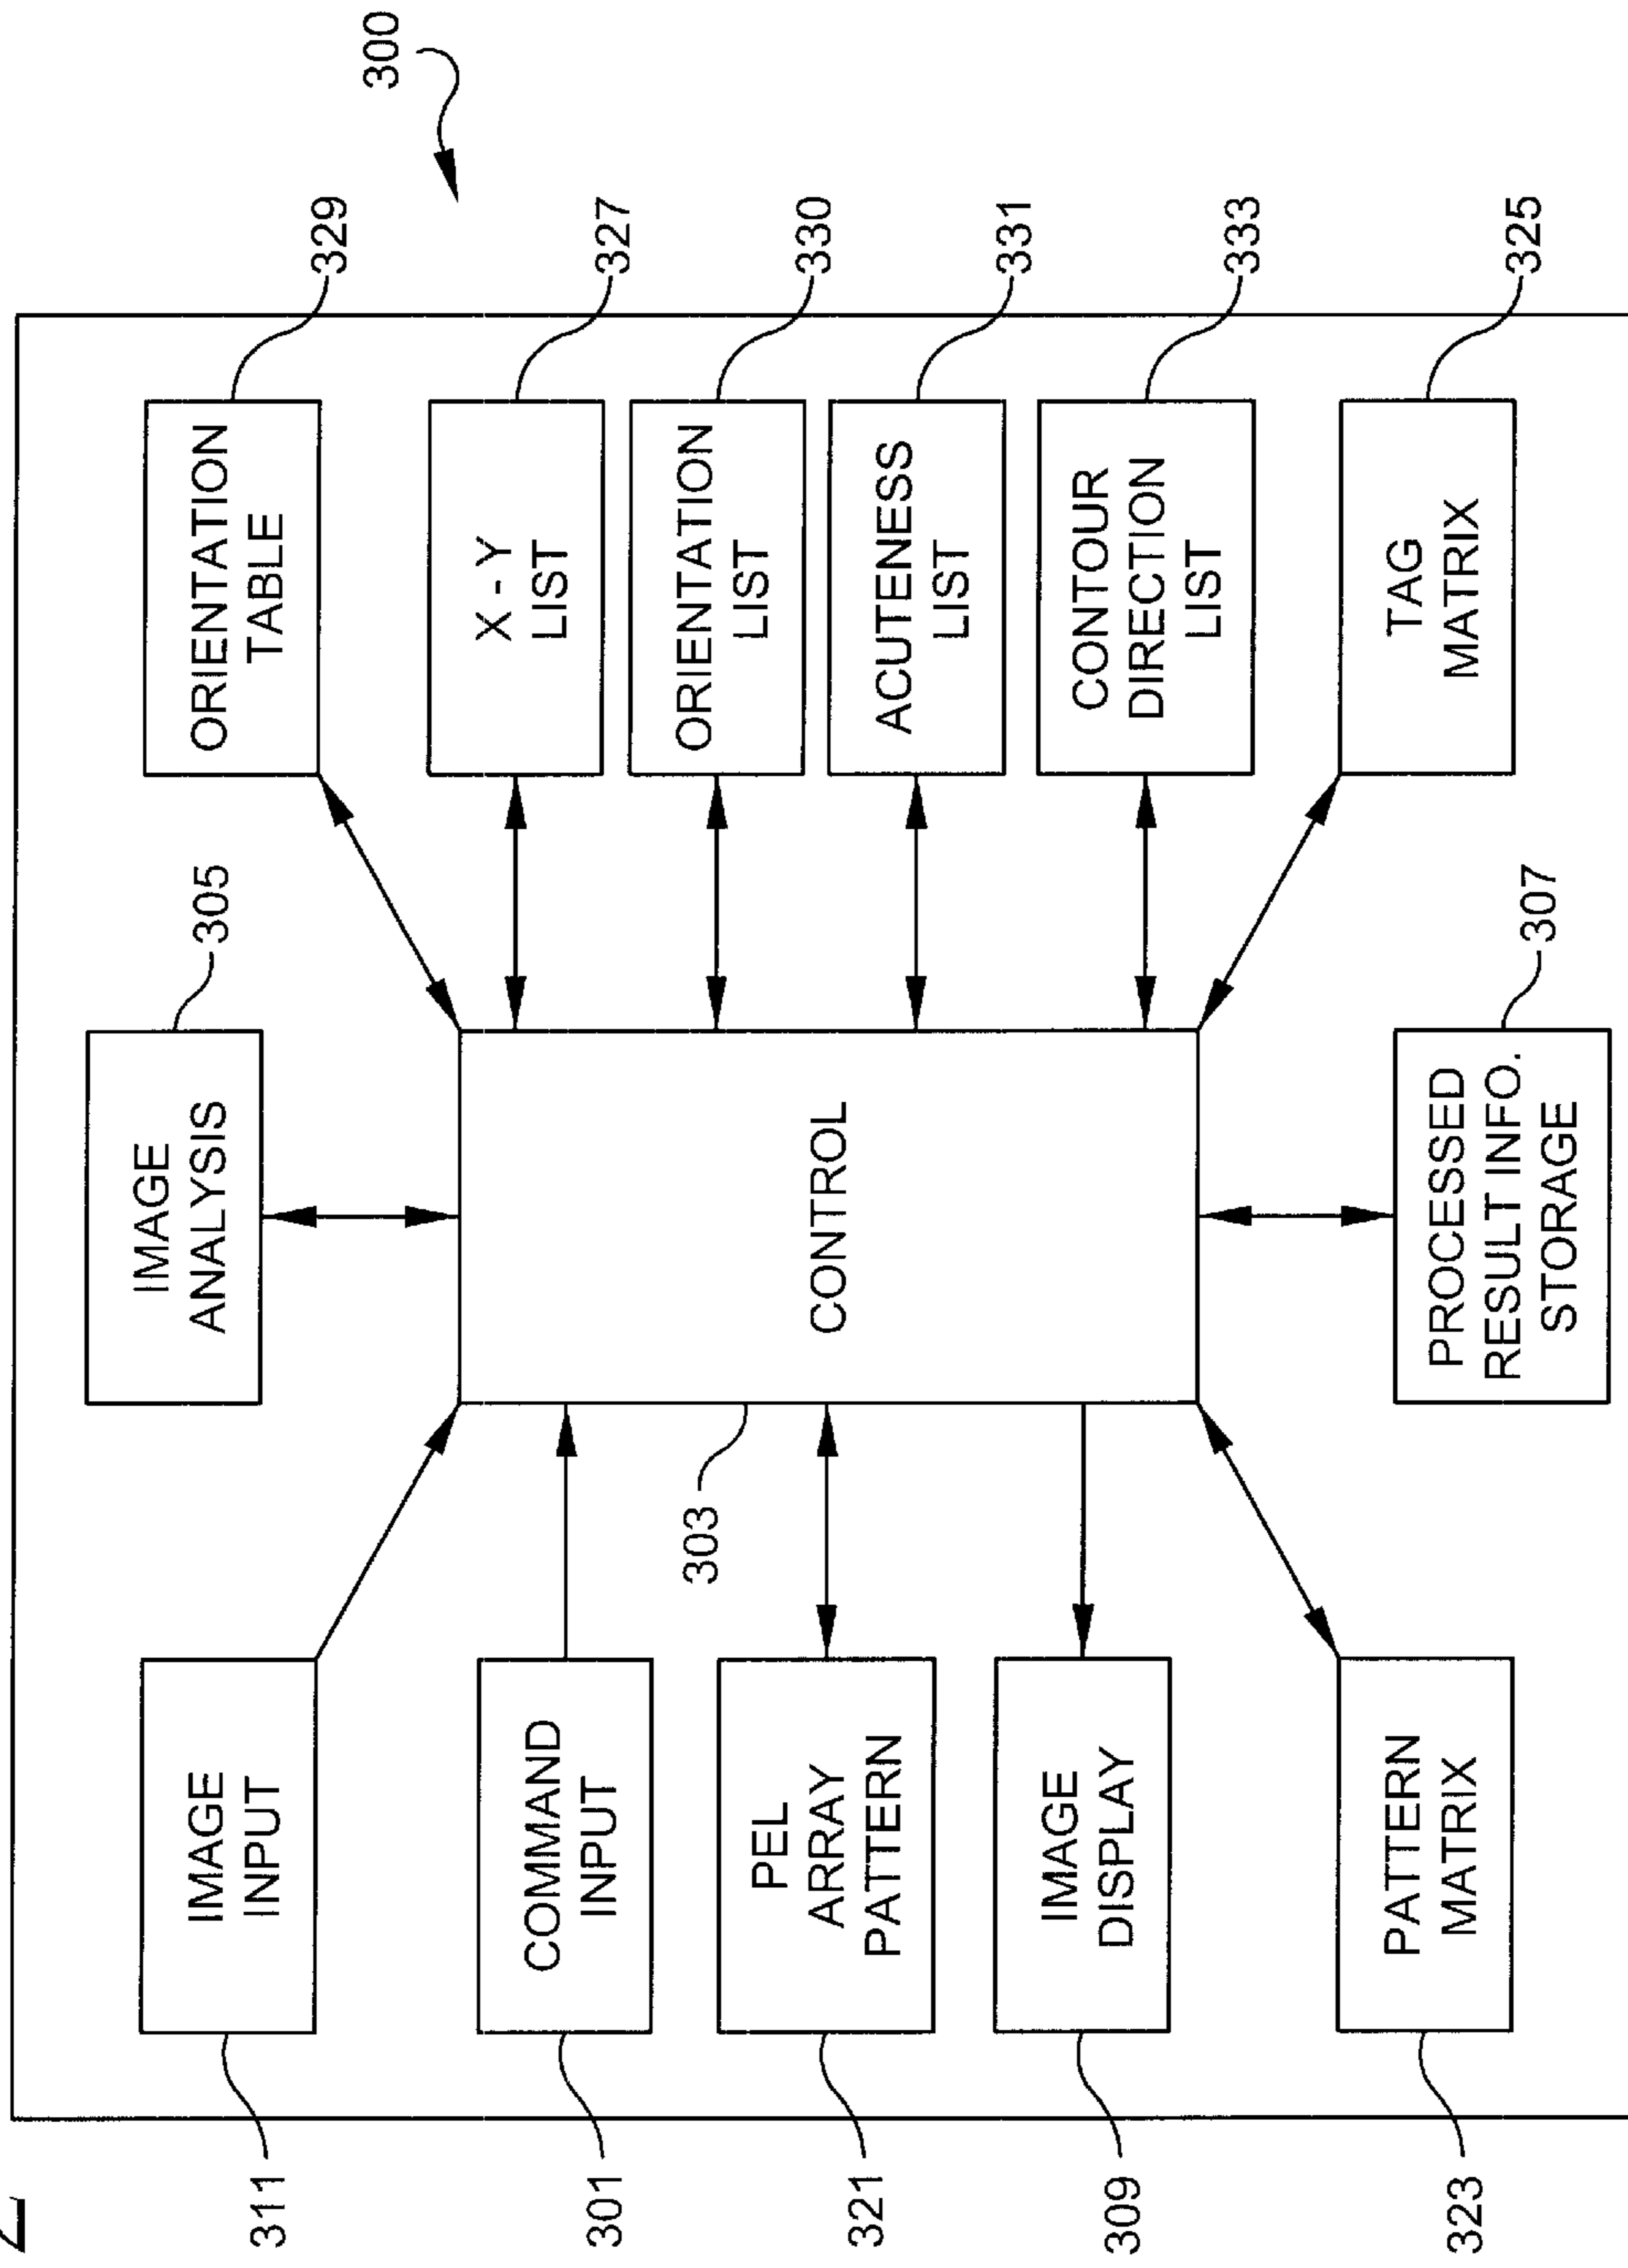 300
311
IMAGE
INPUT
301
COMMAND
INPUT
321
PEL
ARRAY
PATTERN
309
IMAGE
DISPLAY
323
PATTERN
MATRIX
305
IMAGE
ANALYSIS
303
CONTROL
307
PROCESSED
RESULT INFO.
STORAGE
329
ORIENTATION
TABLE
327
X - Y
LIST
330
ORIENTATION
LIST
331
ACUTENESS
LIST
333
CONTOUR
DIRECTION
LIST
325
TAG
MATRIX